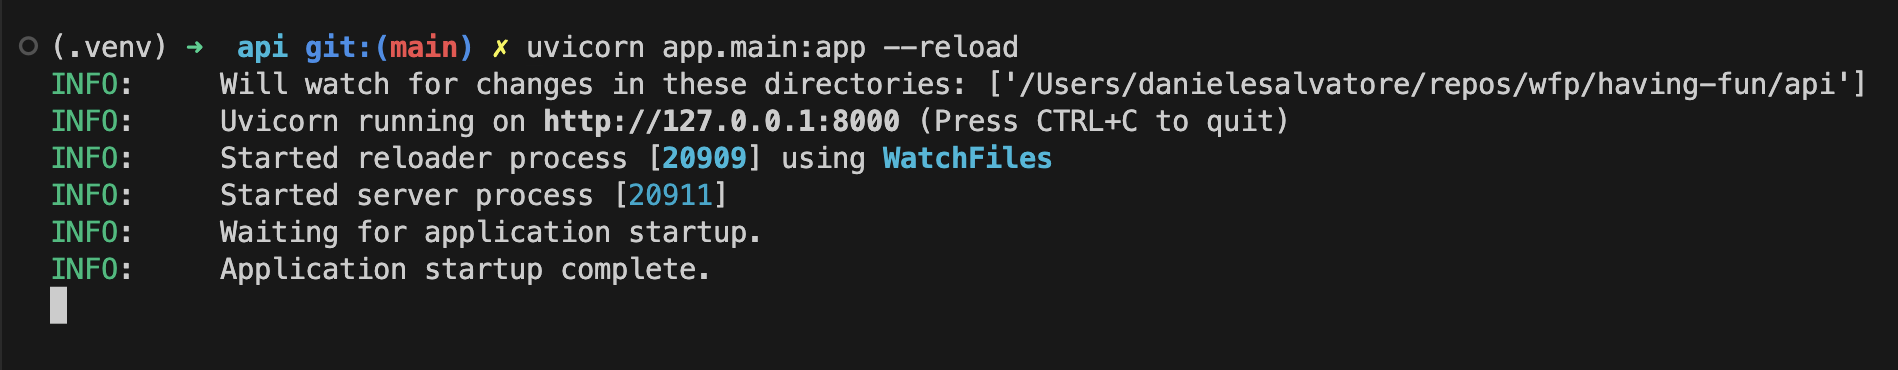 (.venv) ➜  api git:(main) ✗ uvicorn app.main:app --reload
INFO:     Will watch for changes in these directories: ['/Users/danielesalvatore/repos/wfp/having-fun/api']
INFO:     Uvicorn running on http://127.0.0.1:8000 (Press CTRL+C to quit)
INFO:     Started reloader process [20909] using WatchFiles
INFO:     Started server process [20911]
INFO:     Waiting for application startup.
INFO:     Application startup complete.